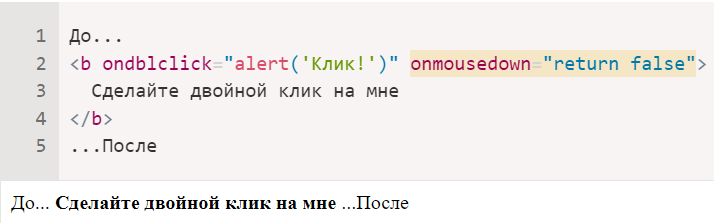 1 До...
2 <b ondblclick="alert('Клик!')" onmousedown="return false">
3 Сделайте двойной клик на мне
4 </b>
5 ...После
До... Сделайте двойной клик на мне ...После